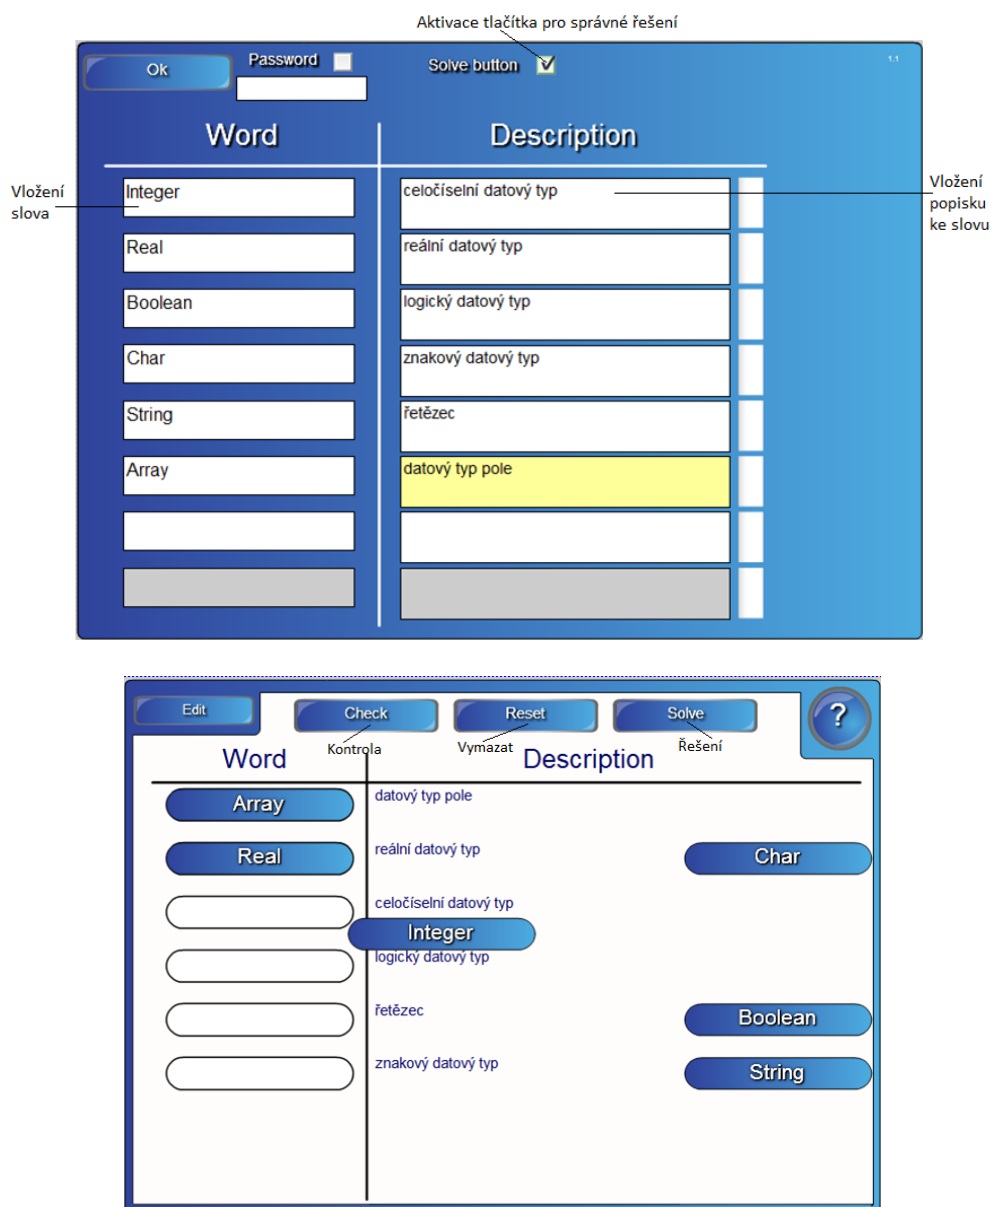 Aktivace tlačítka pro správné řešení
Ok
Password
Solve button
1.1
Word
Description
Vložení
slova
Vložení
popisku
ke slovu
Integer
celočíselní datový typ
Real
reální datový typ
Boolean
logický datový typ
Char
znakový datový typ
String
řetězec
Array
datový typ pole
Edit
Check
Reset
Solve
?
Kontrola
Vymazat
Řešení
Word
Description
Array
datový typ pole
Real
reální datový typ
Char
celočíselní datový typ
Integer
logický datový typ
řetězec
Boolean
znakový datový typ
String